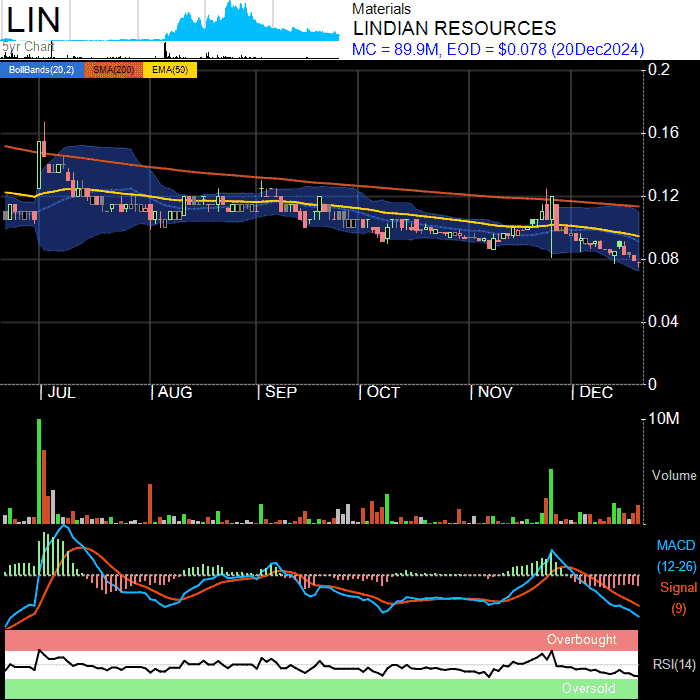 LIN
5yr Chart
Materials
LINDIAN RESOURCES
MC = 89.9M, EOD = $0.078 (20Dec2024)
BollBands(20,2) SMA(200) EMA(50)
0.2
0.16
0.12
0.08
0.04
0
JUL AUG SEP OCT NOV DEC
10M
Volume
MACD
(12-26)
Signal
(9)
Overbought
RSI(14)
Oversold